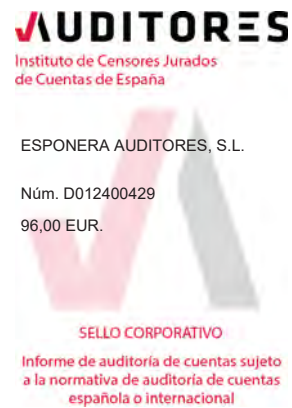 AUDITORES
Instituto de Censores Jurados
de Cuentas de España
ESPONERA AUDITORES, S.L.
Núm. D012400429
96,00 EUR.
SELLO CORPORATIVO
Informe de auditoría de cuentas sujeto
a la normativa de auditoría de cuentas
española o internacional